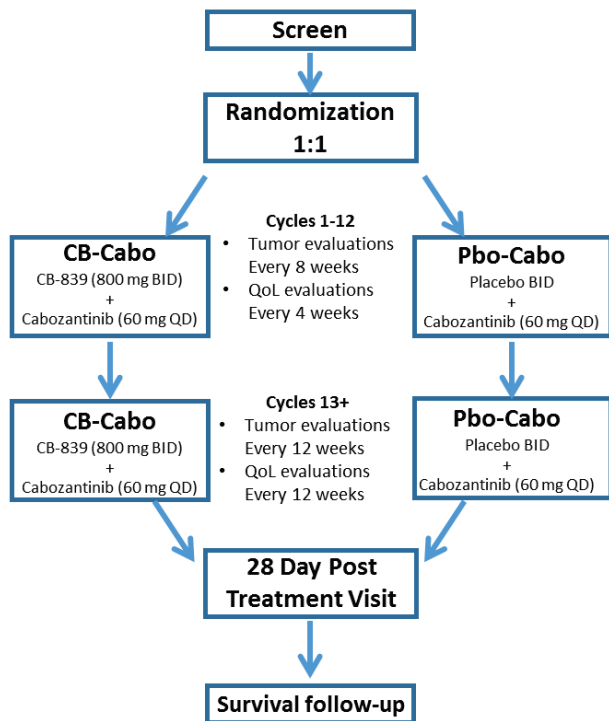 Screen
Randomization
1:1
Cycles 1-12
• Tumor evaluations
Every 8 weeks
• QoL evaluations
Every 4 weeks
CB-Cabo
CB-839 (800 mg BID)
+
Cabozantinib (60 mg QD)
Pbo-Cabo
Placebo BID
+
Cabozantinib (60 mg QD)
Cycles 13+
• Tumor evaluations
Every 12 weeks
• QoL evaluations
Every 12 weeks
CB-Cabo
CB-839 (800 mg BID)
+
Cabozantinib (60 mg QD)
Pbo-Cabo
Placebo BID
+
Cabozantinib (60 mg QD)
28 Day Post
Treatment Visit
Survival follow-up